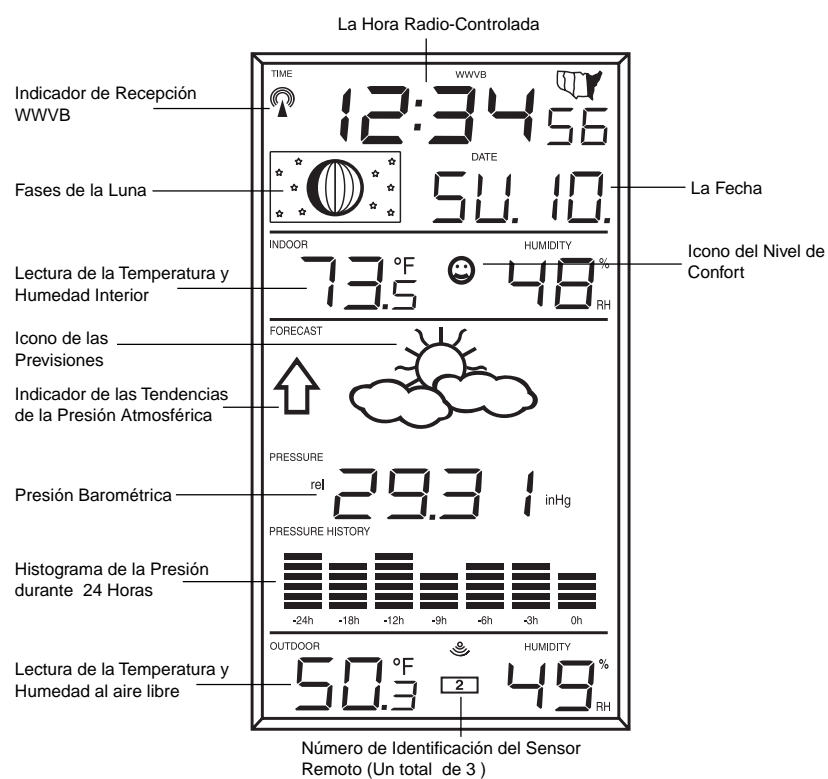 La Hora Radio-Controlada
TIME
WWVB
12:34 56
Indicador de Recepción
WWVB
DATE
SU. 10.
Fases de la Luna
La Fecha
INDOOR
HUMIDITY
73.5 °F
48 % RH
Icono del Nivel de
Confort
Lectura de la Temperatura y
Humedad Interior
FORECAST
Icono de las
Previsiones
Indicador de las Tendencias
de la Presión Atmosférica
PRESSURE
Presión Barométrica
rel 29.31 inHg
PRESSURE HISTORY
Histograma de la Presión
durante 24 Horas
-24h -18h -12h -9h -6h -3h 0h
OUTDOOR
HUMIDITY
50.3 °F
2
49 % RH
Lectura de la Temperatura y
Humedad al aire libre
Número de Identificación del Sensor
Remoto (Un total de 3 )